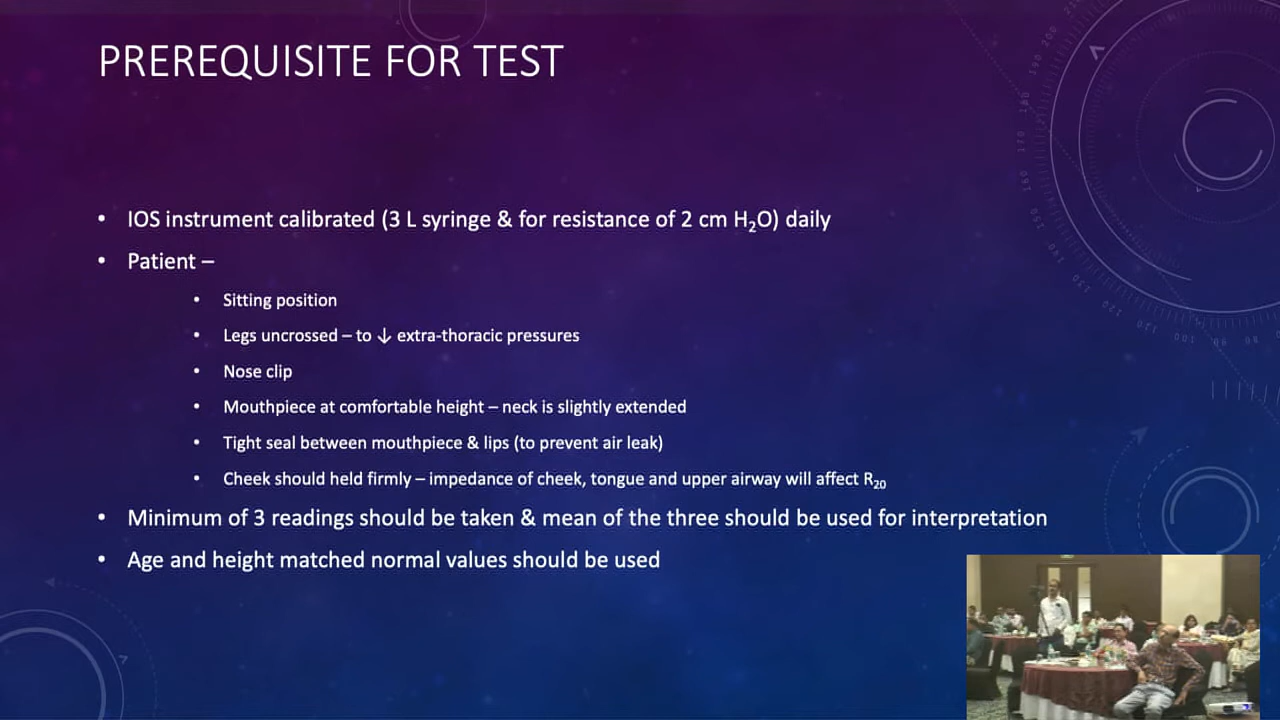 PREREQUISITE FOR TEST
• IOS instrument calibrated (3 L syringe & for resistance of 2 cm H₂O) daily
• Patient –
• Sitting position
• Legs uncrossed – to ↓ extra-thoracic pressures
• Nose clip
• Mouthpiece at comfortable height – neck is slightly extended
• Tight seal between mouthpiece & lips (to prevent air leak)
• Cheek should held firmly – impedance of cheek, tongue and upper airway will affect R₂₀
• Minimum of 3 readings should be taken & mean of the three should be used for interpretation
• Age and height matched normal values should be used